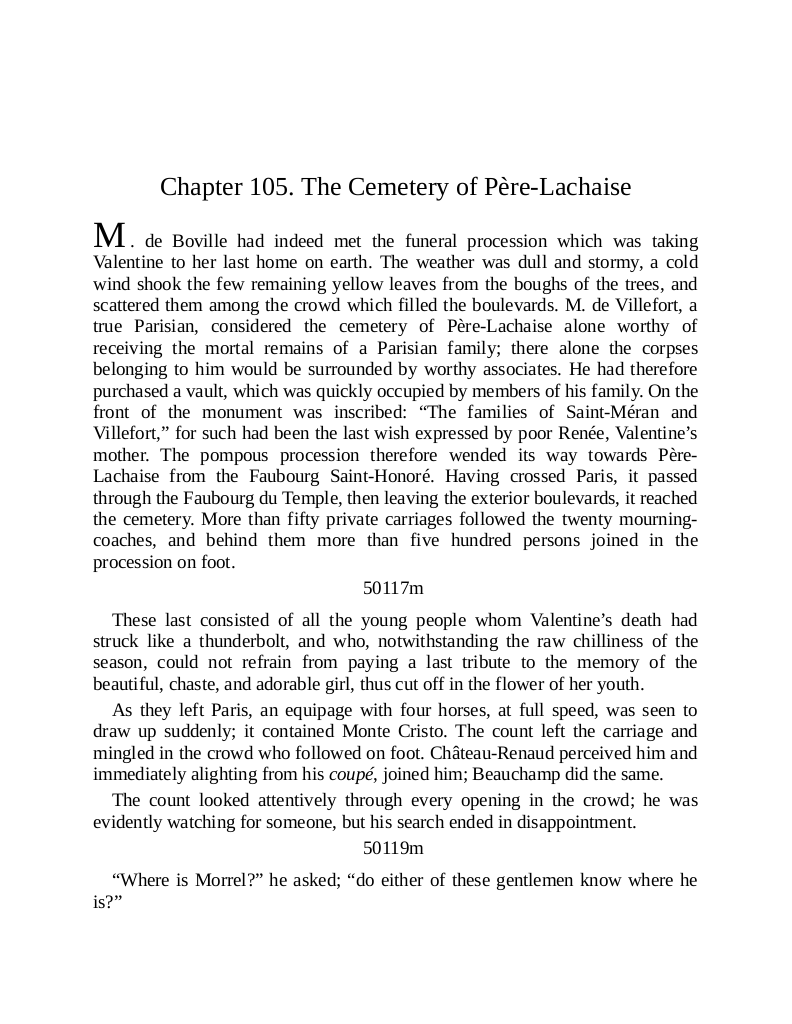 Chapter 105. The Cemetery of Père-Lachaise
M. de Boville had indeed met the funeral procession which was taking
Valentine to her last home on earth. The weather was dull and stormy, a cold
wind shook the few remaining yellow leaves from the boughs of the trees, and
scattered them among the crowd which filled the boulevards. M. de Villefort, a
true Parisian, considered the cemetery of Père-Lachaise alone worthy of
receiving the mortal remains of a Parisian family; there alone the corpses
belonging to him would be surrounded by worthy associates. He had therefore
purchased a vault, which was quickly occupied by members of his family. On the
front of the monument was inscribed: “The families of Saint-Méran and
Villefort,” for such had been the last wish expressed by poor Renée, Valentine’s
mother. The pompous procession therefore wended its way towards Père-
Lachaise from the Faubourg Saint-Honoré. Having crossed Paris, it passed
through the Faubourg du Temple, then leaving the exterior boulevards, it reached
the cemetery. More than fifty private carriages followed the twenty mourning-
coaches, and behind them more than five hundred persons joined in the
procession on foot.
50117m
These last consisted of all the young people whom Valentine’s death had
struck like a thunderbolt, and who, notwithstanding the raw chilliness of the
season, could not refrain from paying a last tribute to the memory of the
beautiful, chaste, and adorable girl, thus cut off in the flower of her youth.
As they left Paris, an equipage with four horses, at full speed, was seen to
draw up suddenly; it contained Monte Cristo. The count left the carriage and
mingled in the crowd who followed on foot. Château-Renaud perceived him and
immediately alighting from his coupé, joined him; Beauchamp did the same.
The count looked attentively through every opening in the crowd; he was
evidently watching for someone, but his search ended in disappointment.
50119m
“Where is Morrel?” he asked; “do either of these gentlemen know where he
is?”